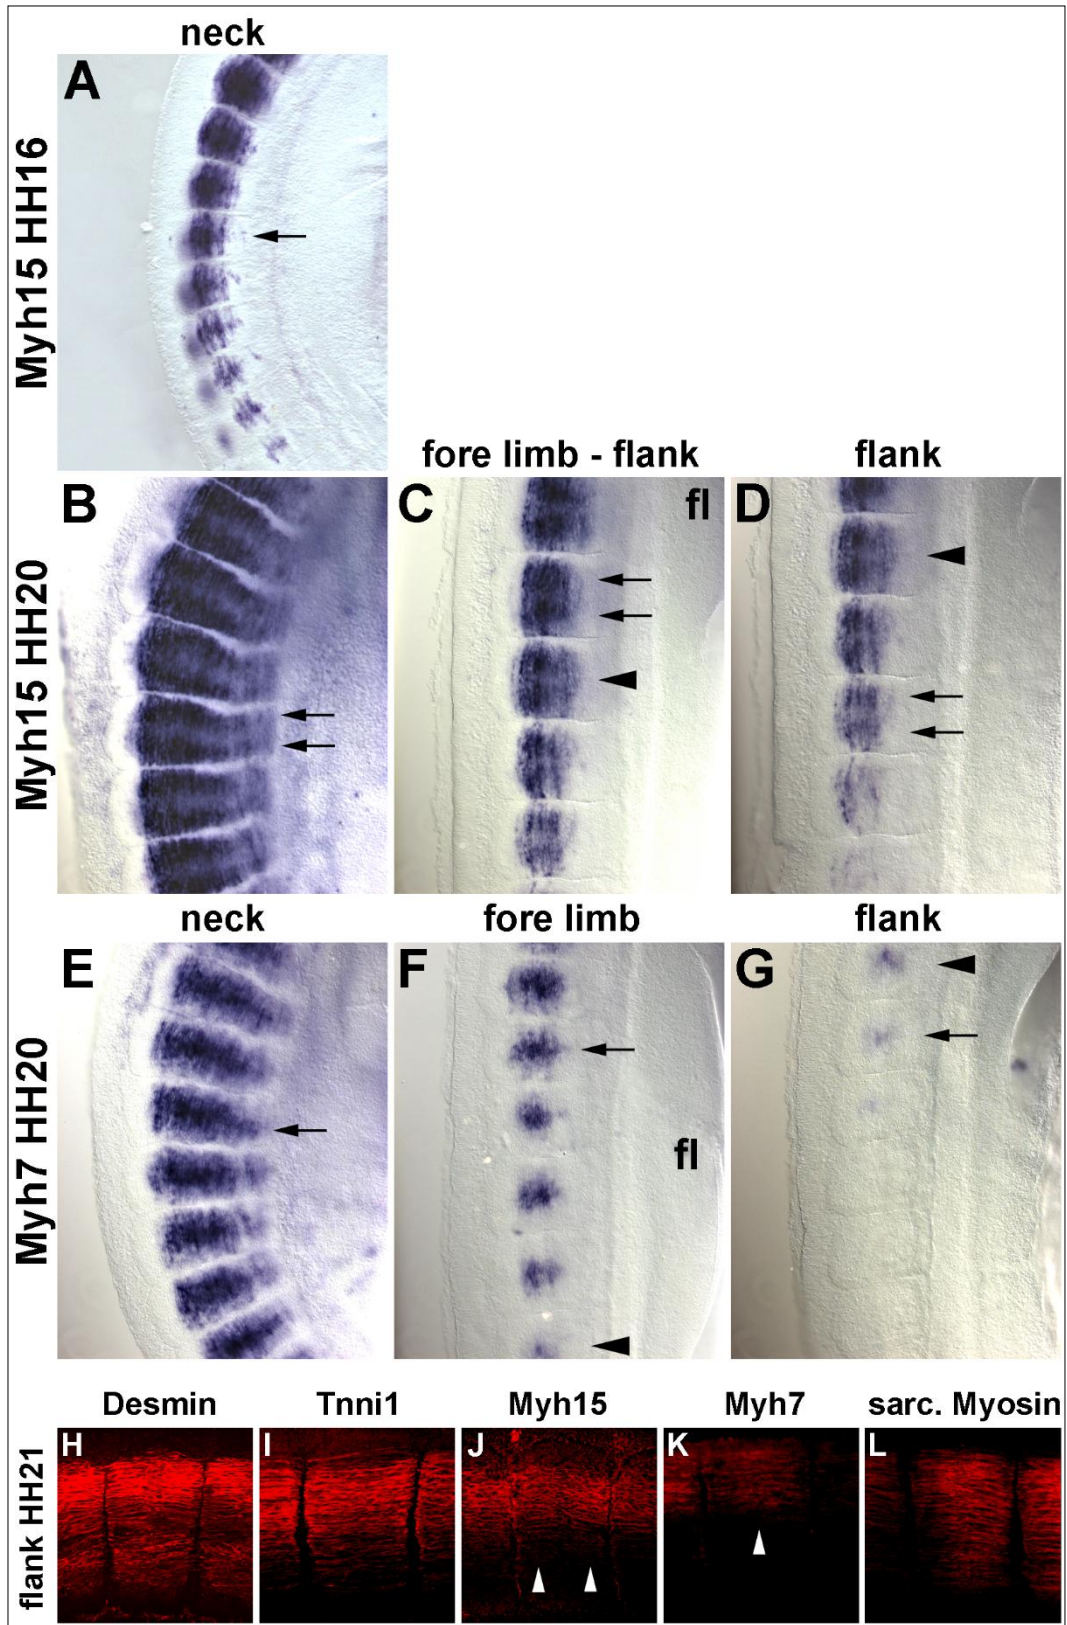 neck
A
Myh15 HH16
fore limb - flank
flank
B
C
fl
D
Myh15 HH20
neck
fore limb
flank
E
F
fl
G
Myh7 HH20
Desmin
Tnni1
Myh15
Myh7
sarc. Myosin
H
I
J
K
L
flank HH21